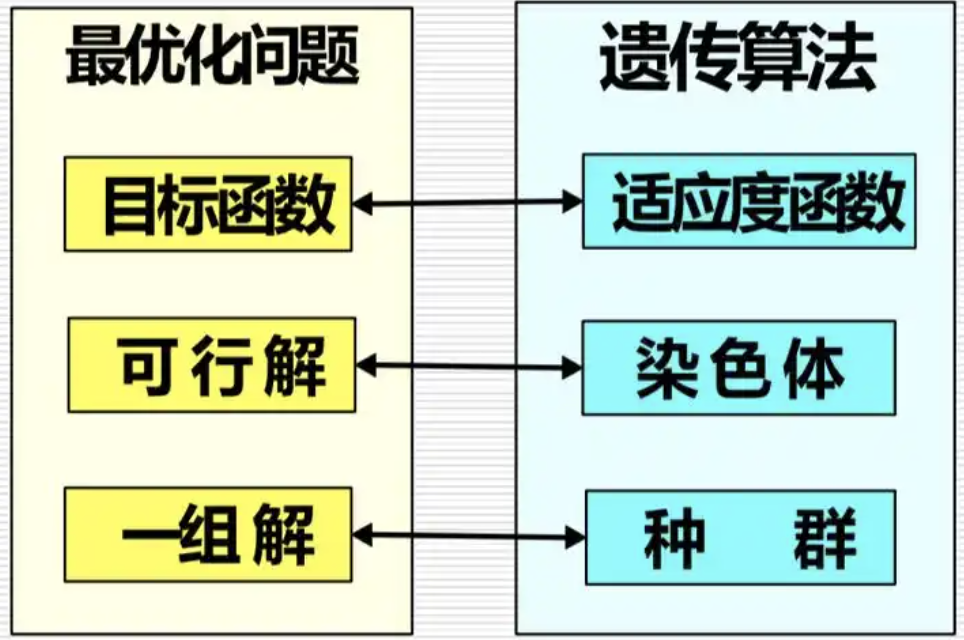 最优化问题
遗传算法
目标函数
适应度函数
可行解
染色体
一组解
种群